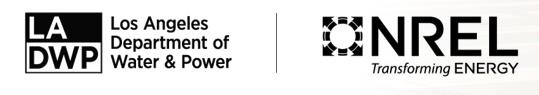 LA
DWP
Los Angeles
Department of
Water & Power
NREL
Transforming ENERGY